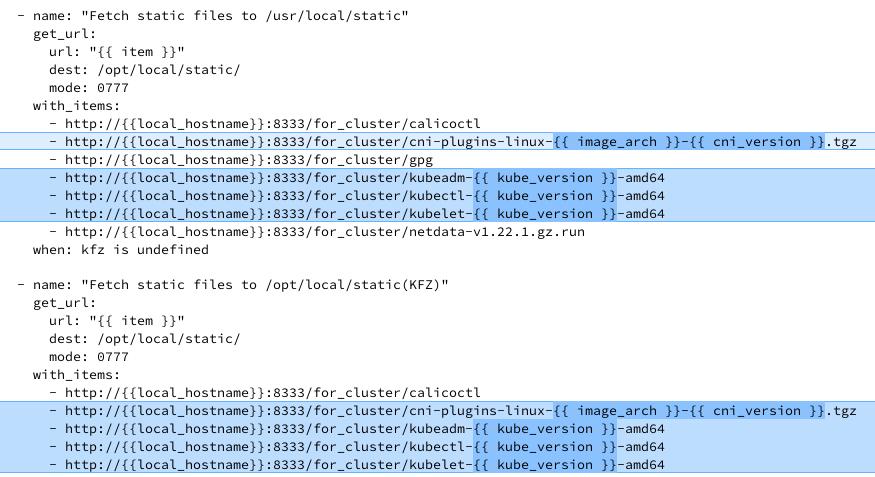 - name: "Fetch static files to /usr/local/static"
get_url:
url: "{{ item }}"
dest: /opt/local/static/
mode: 0777
with_items:
- http://{{local_hostname}}:8333/for_cluster/calicoctl
- http://{{local_hostname}}:8333/for_cluster/cni-plugins-linux-{{ image_arch }}-{{ cni_version }}.tgz
- http://{{local_hostname}}:8333/for_cluster/gpg
- http://{{local_hostname}}:8333/for_cluster/kubeadm-{{ kube_version }}-amd64
- http://{{local_hostname}}:8333/for_cluster/kubectl-{{ kube_version }}-amd64
- http://{{local_hostname}}:8333/for_cluster/kubelet-{{ kube_version }}-amd64
- http://{{local_hostname}}:8333/for_cluster/netdata-v1.22.1.gz.run
when: kfz is undefined
- name: "Fetch static files to /opt/local/static(KFZ)"
get_url:
url: "{{ item }}"
dest: /opt/local/static/
mode: 0777
with_items:
- http://{{local_hostname}}:8333/for_cluster/calicoctl
- http://{{local_hostname}}:8333/for_cluster/cni-plugins-linux-{{ image_arch }}-{{ cni_version }}.tgz
- http://{{local_hostname}}:8333/for_cluster/kubeadm-{{ kube_version }}-amd64
- http://{{local_hostname}}:8333/for_cluster/kubectl-{{ kube_version }}-amd64
- http://{{local_hostname}}:8333/for_cluster/kubelet-{{ kube_version }}-amd64